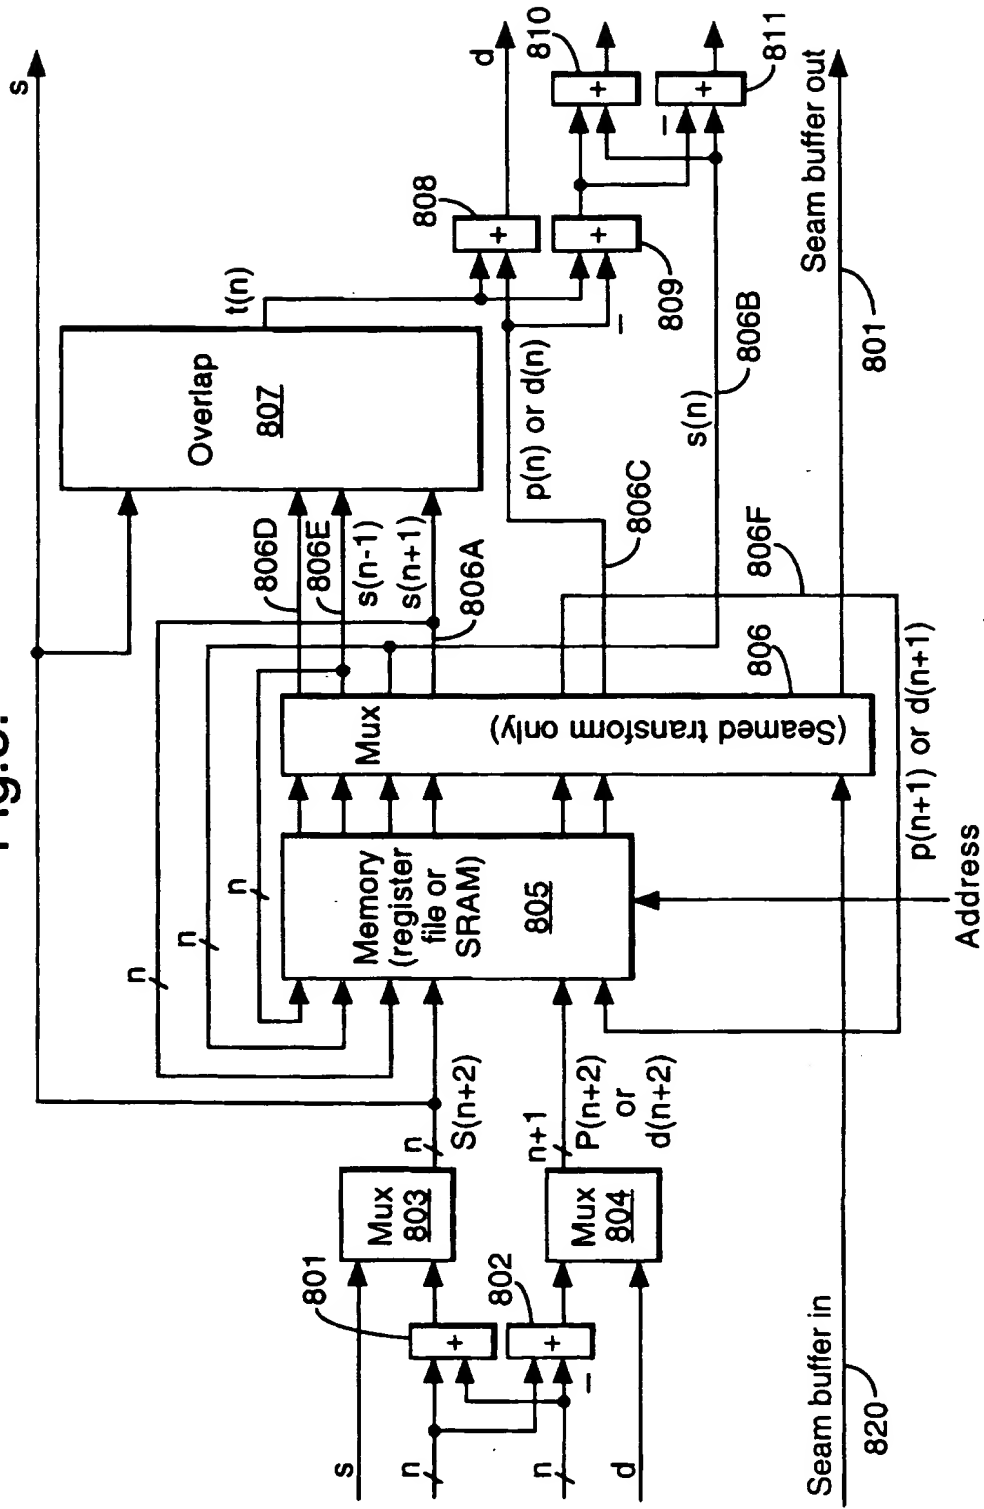 Fig.8.
s
n
n
d
801
802
Mux
803
Mux
804
n
S(n+2)
n+1
P(n+2)
or
d(n+2)
n
n
n
Memory
(register
file or
SRAM)
805
Address
Mux
(Seamed transform only)
806
806D
806E
s(n-1)
s(n+1)
806A
806C
806F
p(n+1) or d(n+1)
Overlap
807
t(n)
p(n) or d(n)
s(n)
806B
808
809
810
811
+
+
+
+
+
+
–
–
–
s
d
Seam buffer in
820
Seam buffer out
801